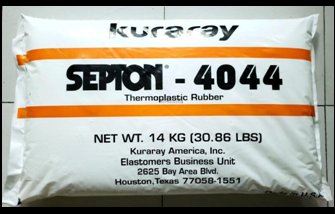 kuraray
SEPTON® - 4044
Thermoplastic Rubber
NET WT. 14 KG (30.86 LBS)
Kuraray America, Inc.
Elastomers Business Unit
2625 Bay Area Blvd.
Houston, Texas 77058-1551